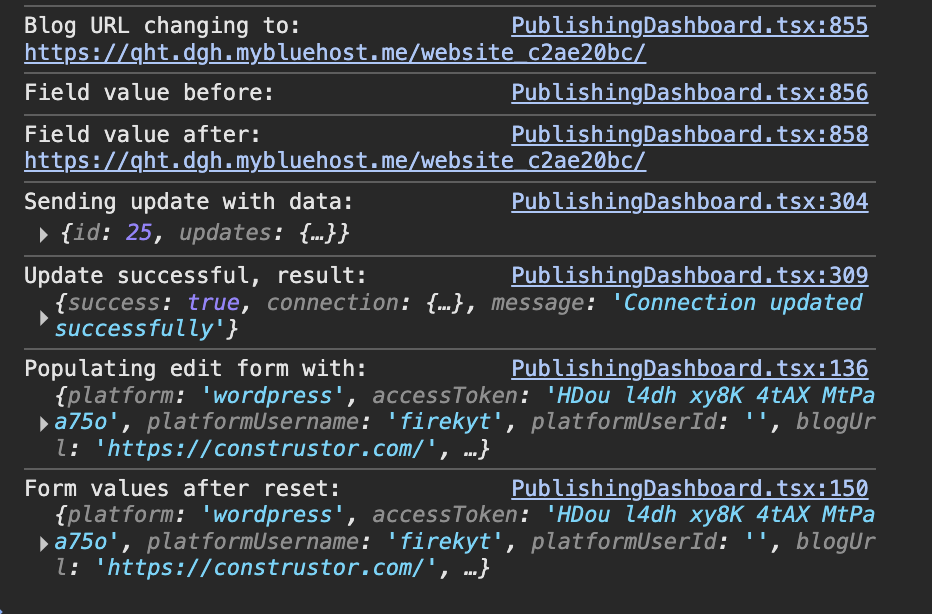 Blog URL changing to: PublishingDashboard.tsx:855
https://qht.dgh.mybluehost.me/website_c2ae20bc/
Field value before: PublishingDashboard.tsx:856
Field value after: PublishingDashboard.tsx:858
https://qht.dgh.mybluehost.me/website_c2ae20bc/
Sending update with data: PublishingDashboard.tsx:304
{id: 25, updates: {…}}
Update successful, result: PublishingDashboard.tsx:309
{success: true, connection: {…}, message: 'Connection updated
successfully'}
Populating edit form with: PublishingDashboard.tsx:136
{platform: 'wordpress', accessToken: 'HDou l4dh xy8K 4tAX MtPa
a75o', platformUsername: 'firekyt', platformUserId: '', blogUr
l: 'https://construstor.com/', …}
Form values after reset: PublishingDashboard.tsx:150
{platform: 'wordpress', accessToken: 'HDou l4dh xy8K 4tAX MtPa
a75o', platformUsername: 'firekyt', platformUserId: '', blogUr
l: 'https://construstor.com/', …}